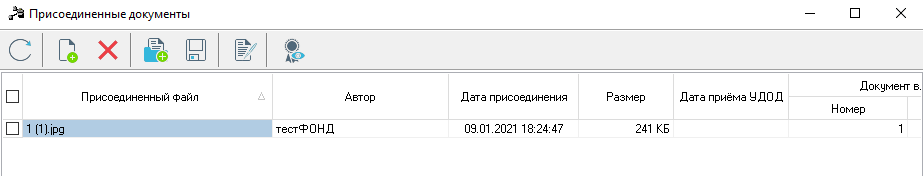 Присоединенные документы
Присоединенный файл
Автор
Дата присоединения
Размер
Дата приёма УДОД
Документ в.
Номер
1 (1).jpg
тестФОНД
09.01.2021 18:24:47
241 КБ
1